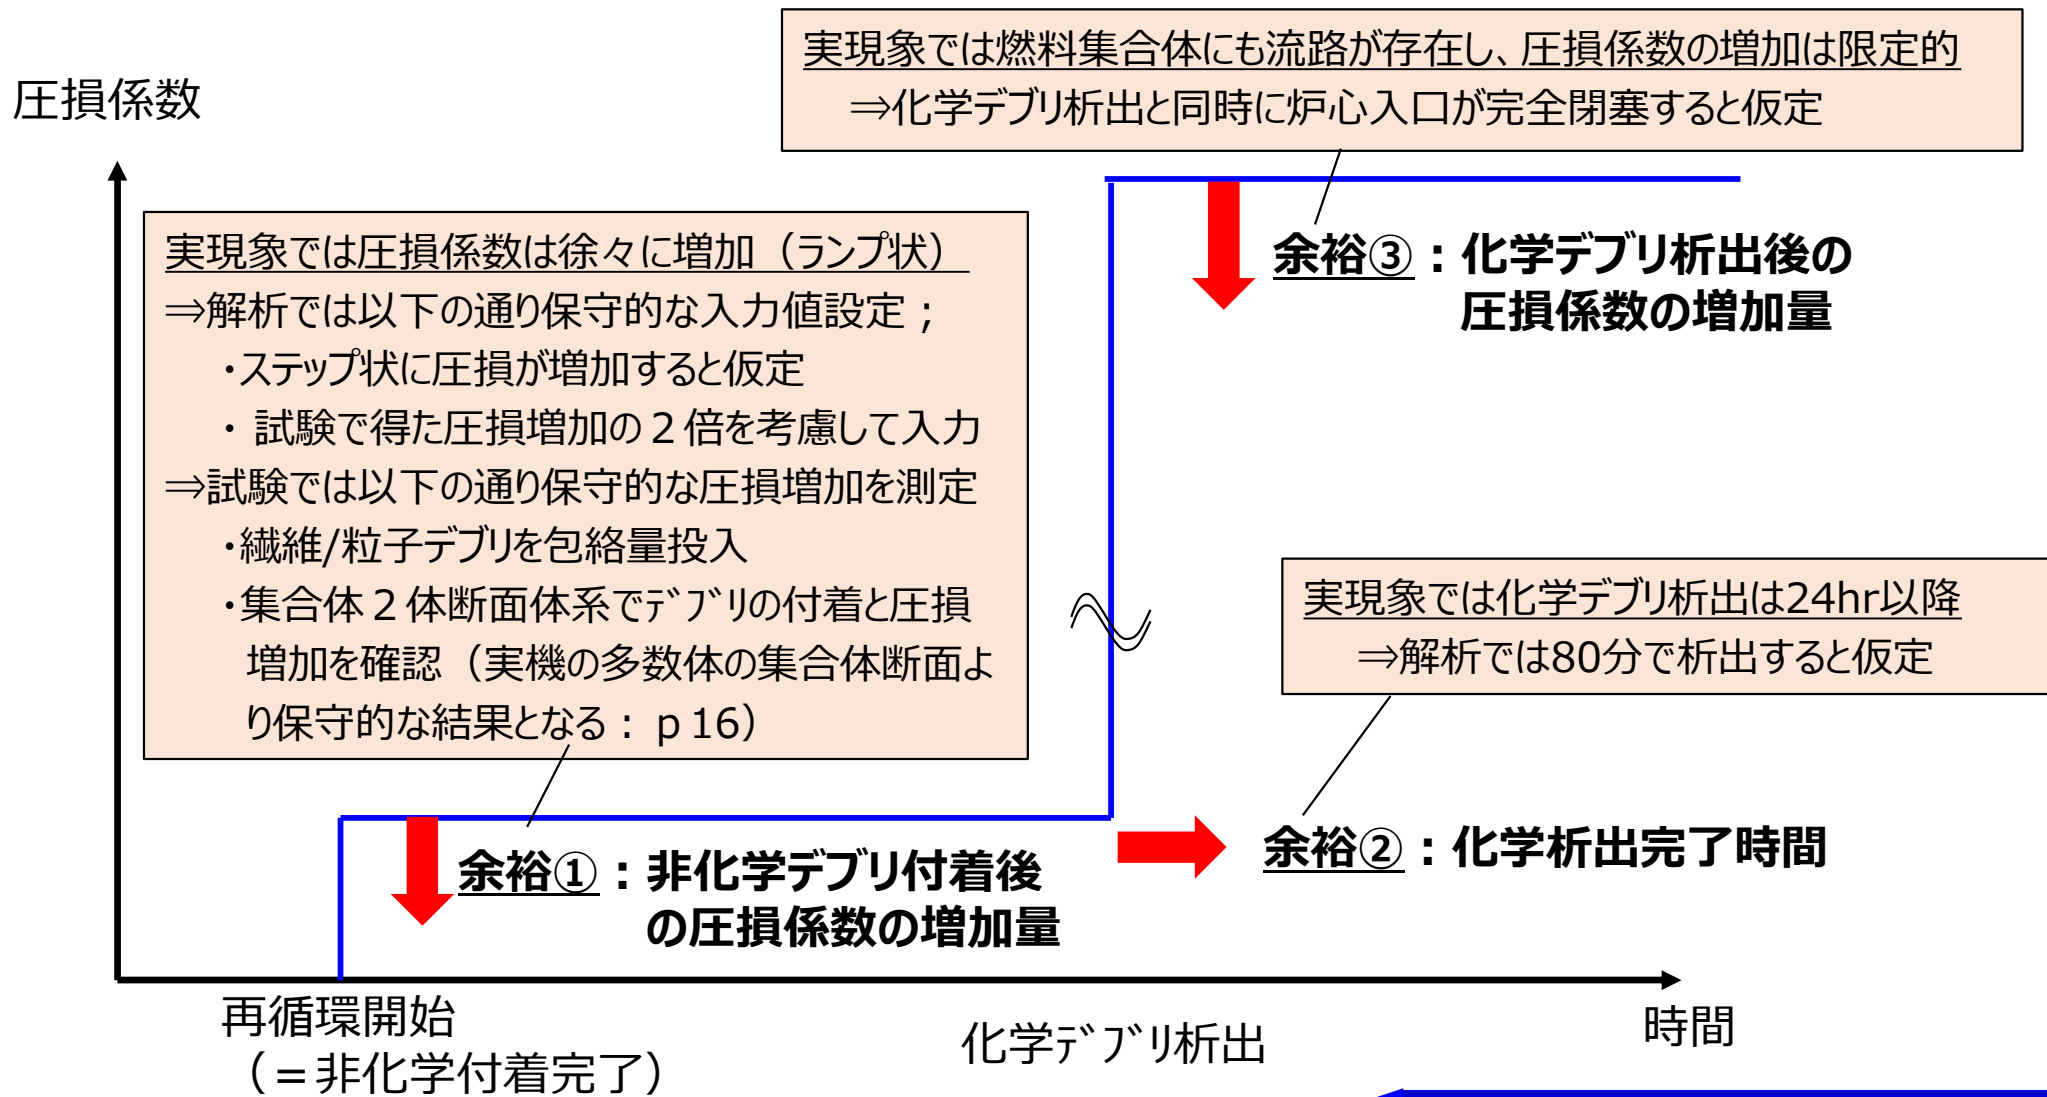 圧損係数
実現象では燃料集合体にも流路が存在し、圧損係数の増加は限定的
⇒化学デブリ析出と同時に炉心入口が完全閉塞すると仮定
実現象では圧損係数は徐々に増加（ランプ状）
⇒解析では以下の通り保守的な入力値設定；
・ステップ状に圧損が増加すると仮定
・ 試験で得た圧損増加の２倍を考慮して入力
⇒試験では以下の通り保守的な圧損増加を測定
・繊維/粒子デブリを包絡量投入
・集合体２体断面体系でﾃﾞﾌﾞﾘの付着と圧損
増加を確認（実機の多数体の集合体断面よ
り保守的な結果となる：ｐ16）
余裕③：化学デブリ析出後の
圧損係数の増加量
実現象では化学デブリ析出は24hr以降
⇒解析では80分で析出すると仮定
余裕②：化学析出完了時間
余裕①：非化学デブリ付着後
の圧損係数の増加量
再循環開始
（＝非化学付着完了）
化学ﾃﾞﾌﾞﾘ析出
時間